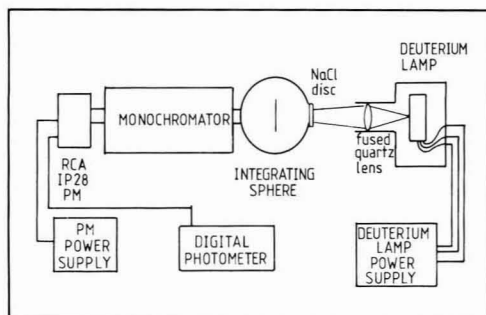 DEUTERIUM
LAMP
NaCl
disc
MONOCHROMATOR
fused
quartz
lens
RCA
IP28
PM
INTEGRATING
SPHERE
PM
POWER
SUPPLY
DIGITAL
PHOTOMETER
DEUTERIUM
LAMP POWER
SUPPLY